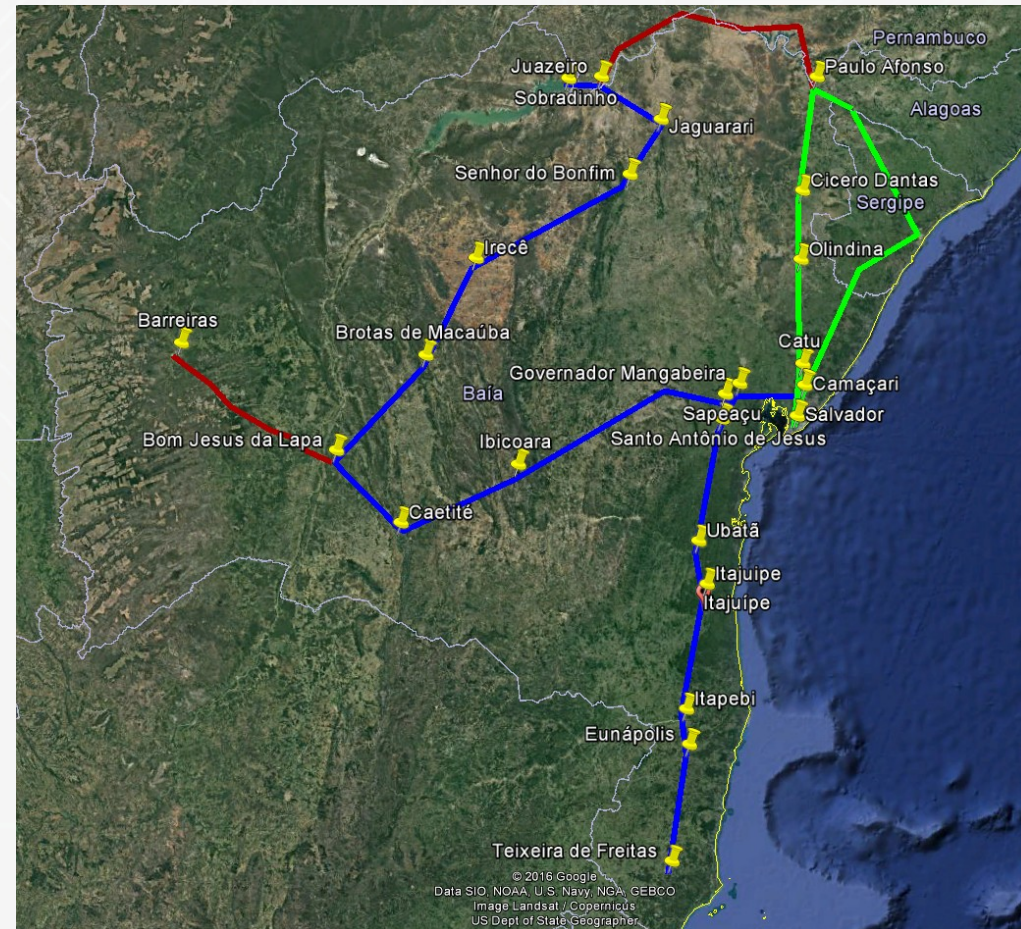 Pernambuco
Juazeiro
Paulo Afonso
Sobradinho
Alagoas
Jaguarari
Senhor do Bonfim
Cicero Dantas
Sergipe
Irecê
Olindina
Barreiras
Brotas de Macaúba
Catu
Governador Mangabeira
Camaçari
Baía
Sapeaçu
Salvador
Bom Jesus da Lapa
Ibicoara
Santo Antônio de Jesus
Caetité
Ubatã
Itajuipe
Itajuípe
Itapebi
Eunápolis
Teixeira de Freitas
© 2016 Google
Data SIO, NOAA, U.S. Navy, NGA, GEBCO
Image Landsat / Copernicus
US Dept of State Geographer